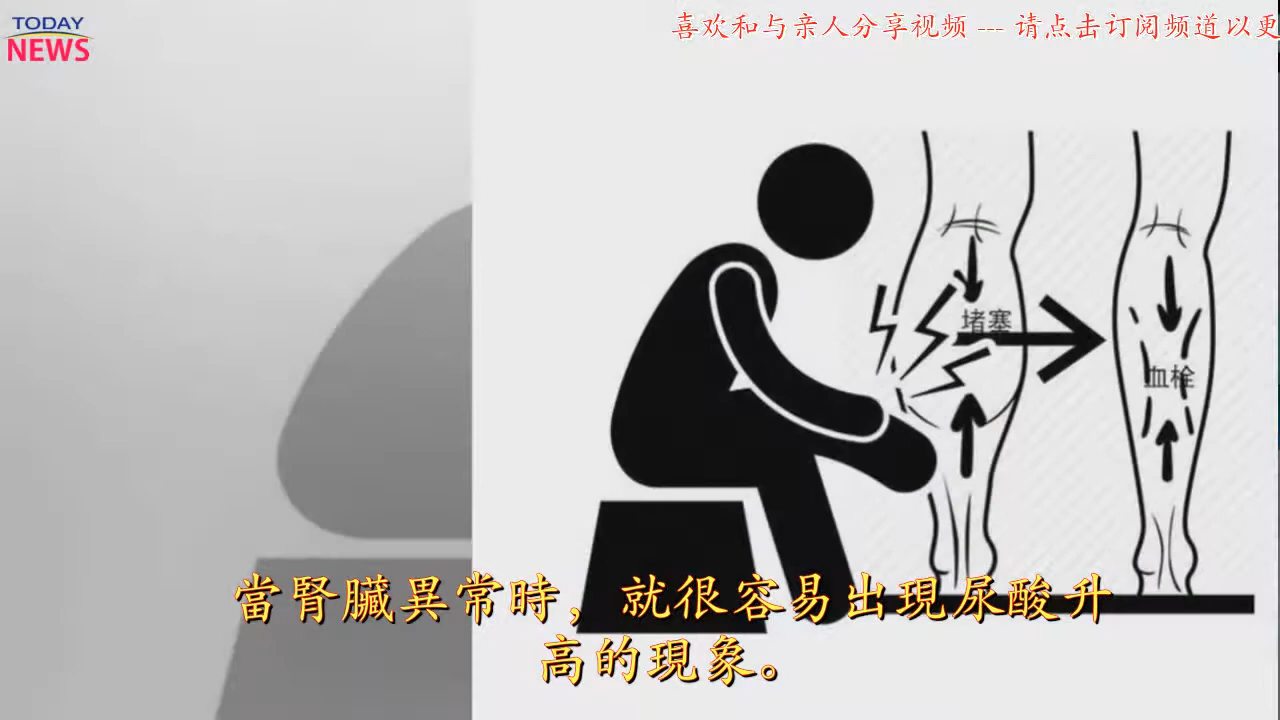 TODAY
NEWS
喜欢和与亲人分享视频 --- 请点击订阅频道以更
堵塞
血栓
當腎臟異常時，就很容易出現尿酸升
高的現象。